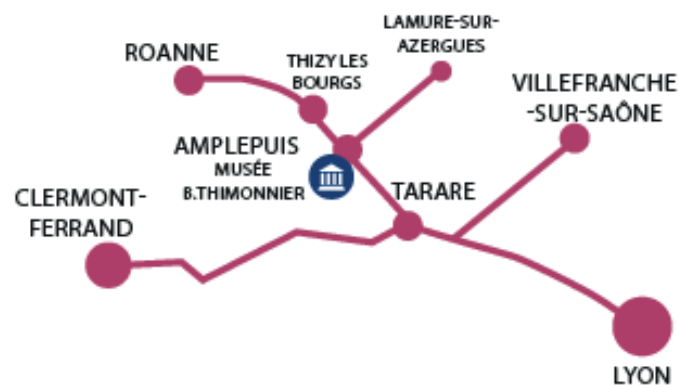 LAMURE-SUR-
AZERGUES
ROANNE
THIZY LES
BOURGS
VILLEFRANCHE
-SUR-SAÔNE
AMPLEPUIS
MUSÉE
B.THIMONNIER
TARARE
CLERMONT-
FERRAND
LYON